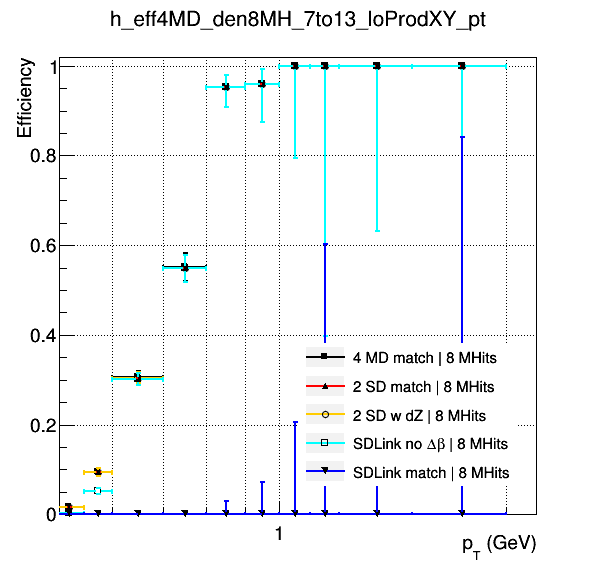 h_eff4MD_den8MH_7to13_loProdXY_pt
Efficiency
1
0.8
0.6
0.4
0.2
0
4 MD match | 8 MHits
2 SD match | 8 MHits
2 SD w dZ | 8 MHits
SDLink no Δβ | 8 MHits
SDLink match | 8 MHits
1
p_T (GeV)